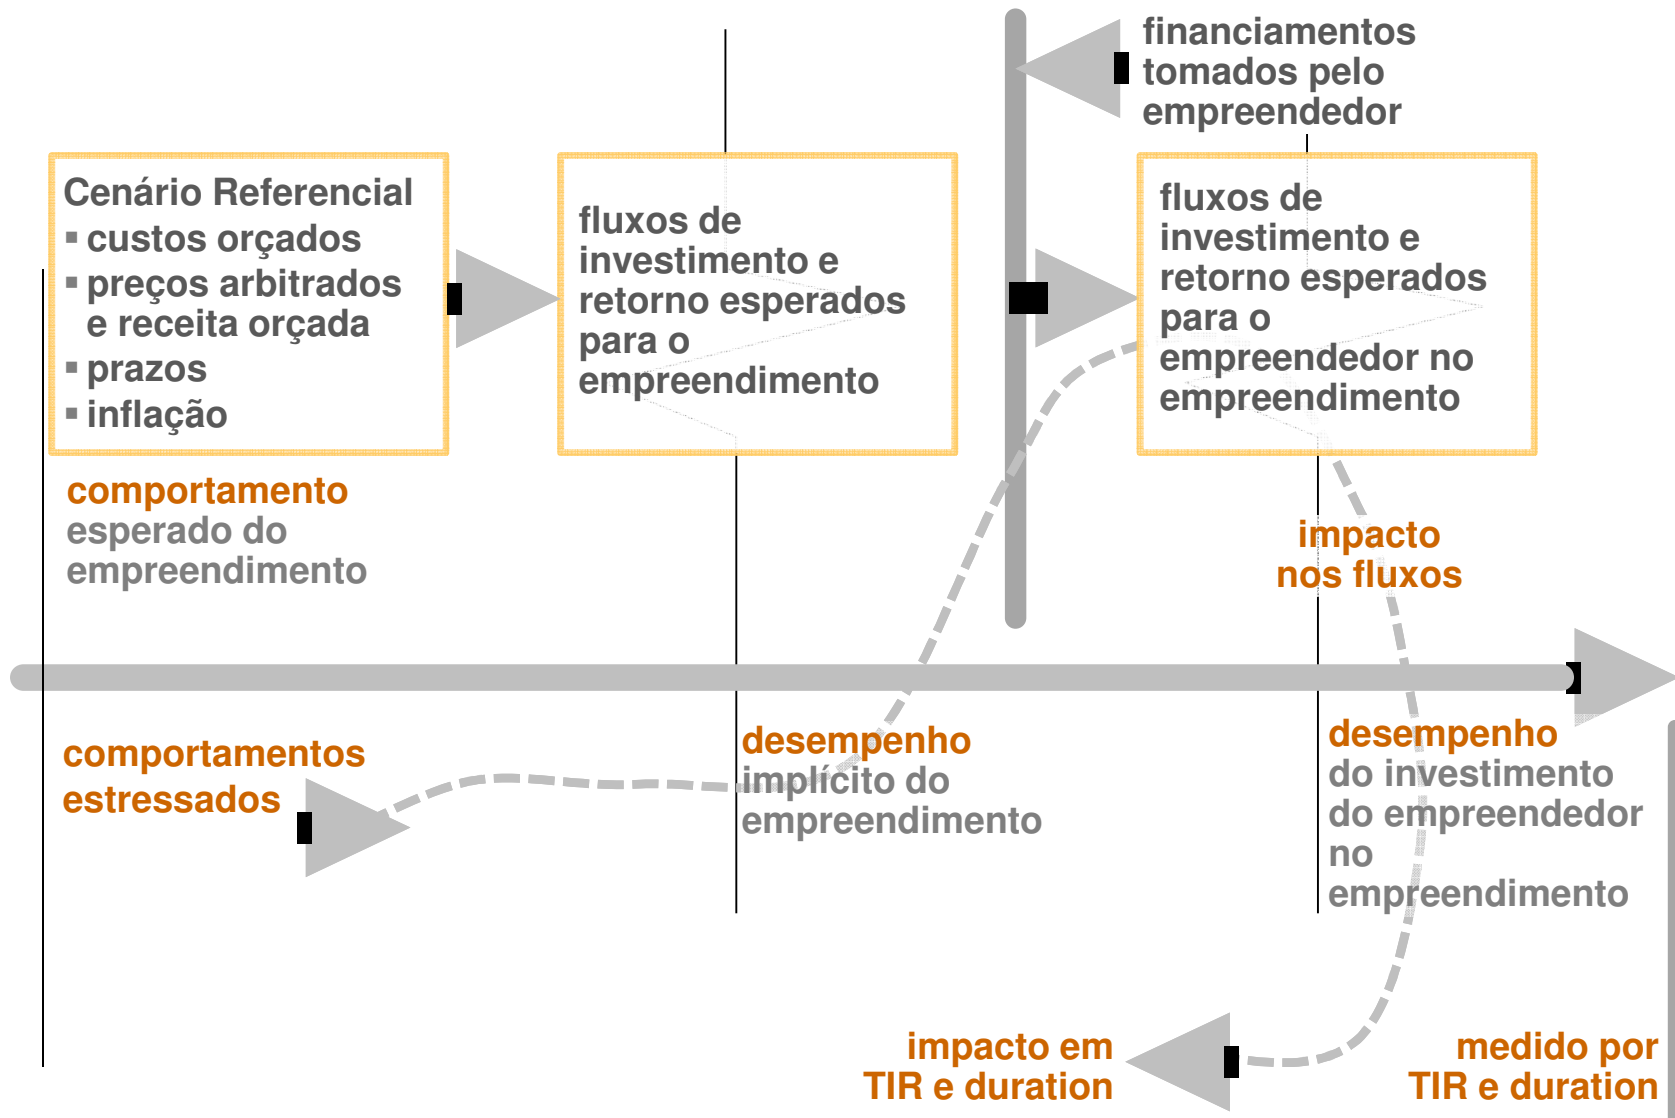 financiamentos
tomados pelo
empreendedor
Cenário Referencial
▪ custos orçados
▪ preços arbitrados
e receita orçada
▪ prazos
▪ inflação
fluxos de
investimento e
retorno esperados
para o
empreendimento
fluxos de
investimento e
retorno esperados
para o
empreendedor no
empreendimento
comportamento
esperado do
empreendimento
impacto
nos fluxos
comportamentos
estressados
desempenho
implícito do
empreendimento
desempenho
do investimento
do empreendedor
no
empreendimento
impacto em
TIR e duration
medido por
TIR e duration